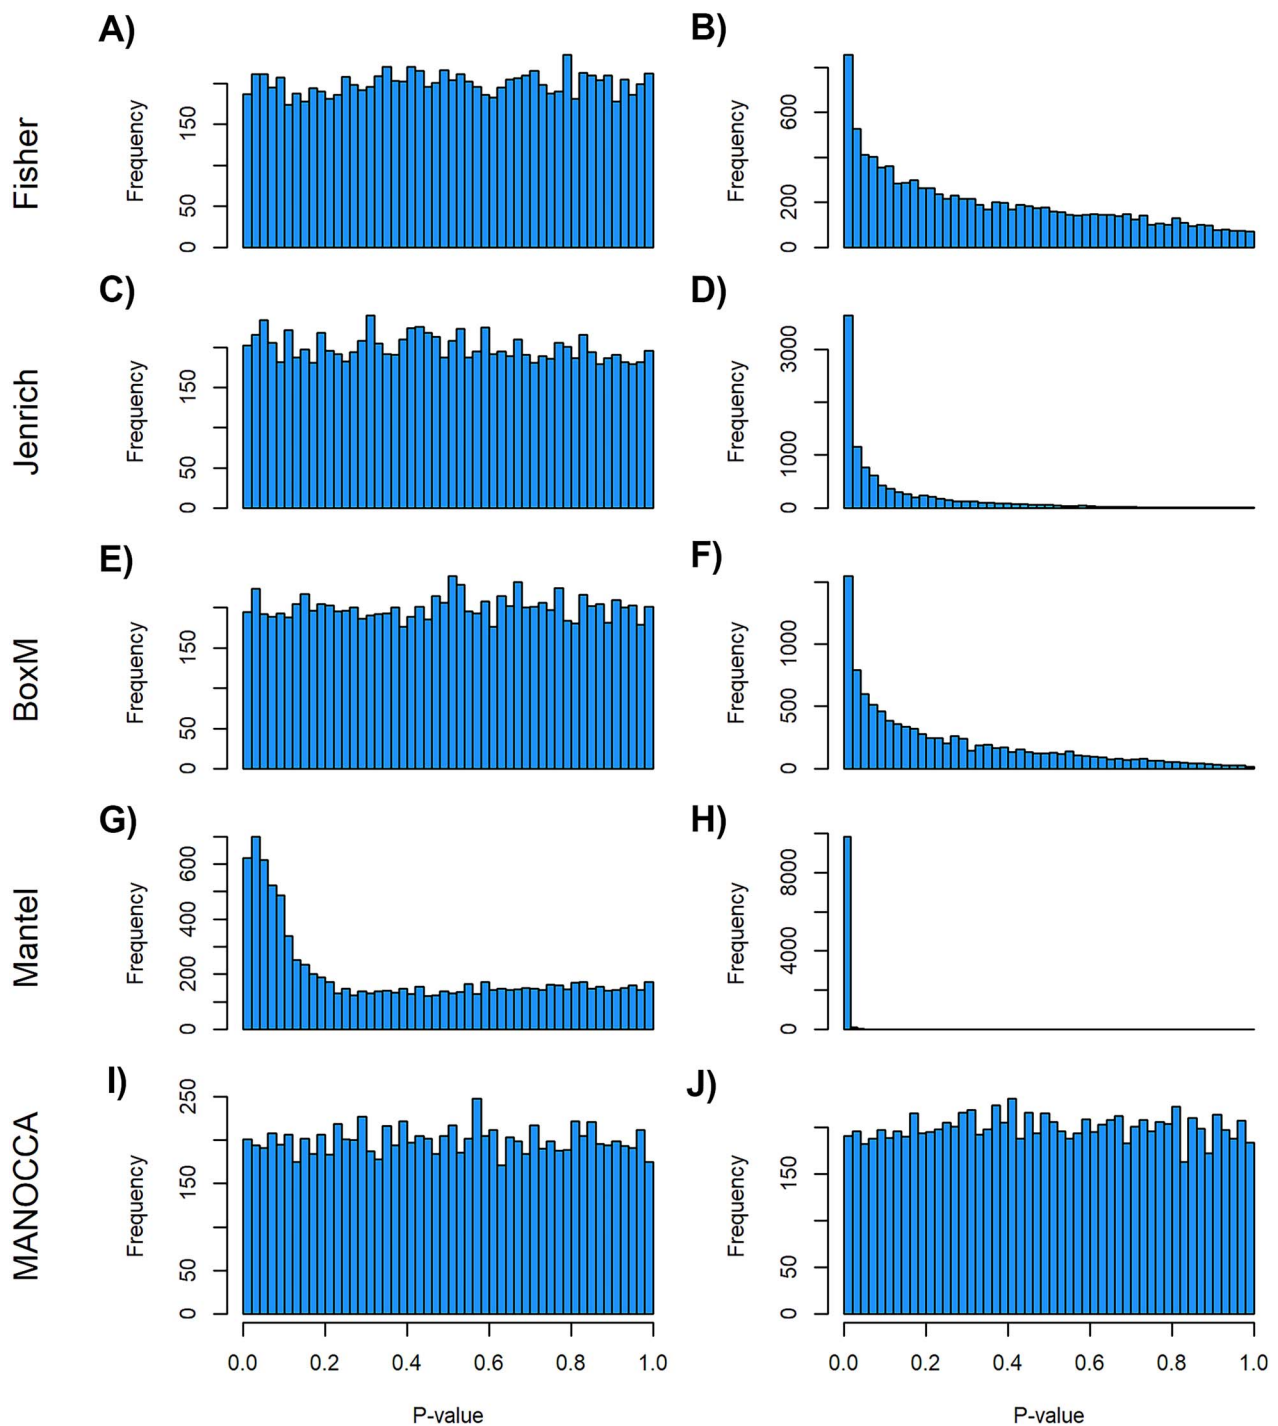 A)
B)
Fisher
Frequency
0
50
150
Frequency
0
200
600
C)
D)
Jenrich
Frequency
0
50
150
Frequency
0
1000
3000
E)
F)
BoxM
Frequency
0
50
150
Frequency
0
500
1000
G)
H)
Mantel
Frequency
0
200
400
600
Frequency
0
4000
8000
I)
J)
MANOCCA
Frequency
0
50
150
250
Frequency
0
50
150
0.0 0.2 0.4 0.6 0.8 1.0
0.0 0.2 0.4 0.6 0.8 1.0
P-value
P-value